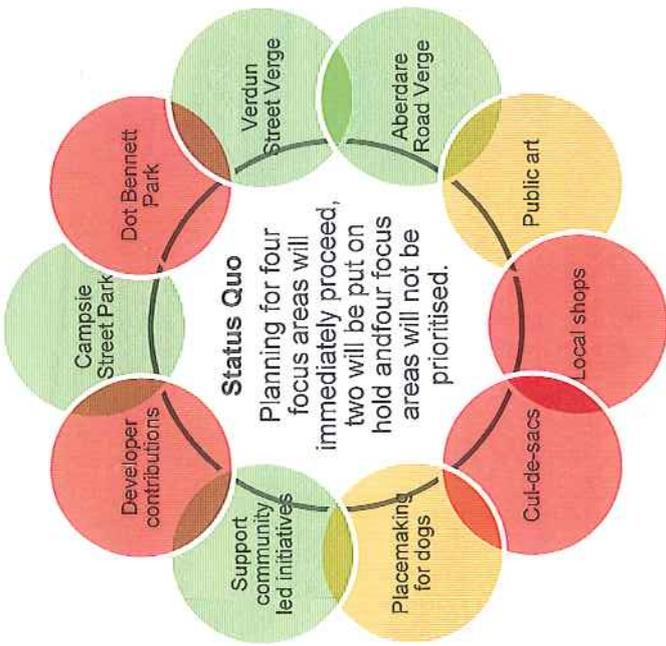 Status Quo
Planning for four
focus areas will
immediately proceed,
two will be put on
hold andfour focus
areas will not be
prioritised.
Campsie
Street Park
Dot Bennett
Park
Verdun
Street Verge
Aberdare
Road Verge
Public art
Local shops
Cul-de-sacs
Placemaking
for dogs
Support
community
led initiatives
Developer
contributions